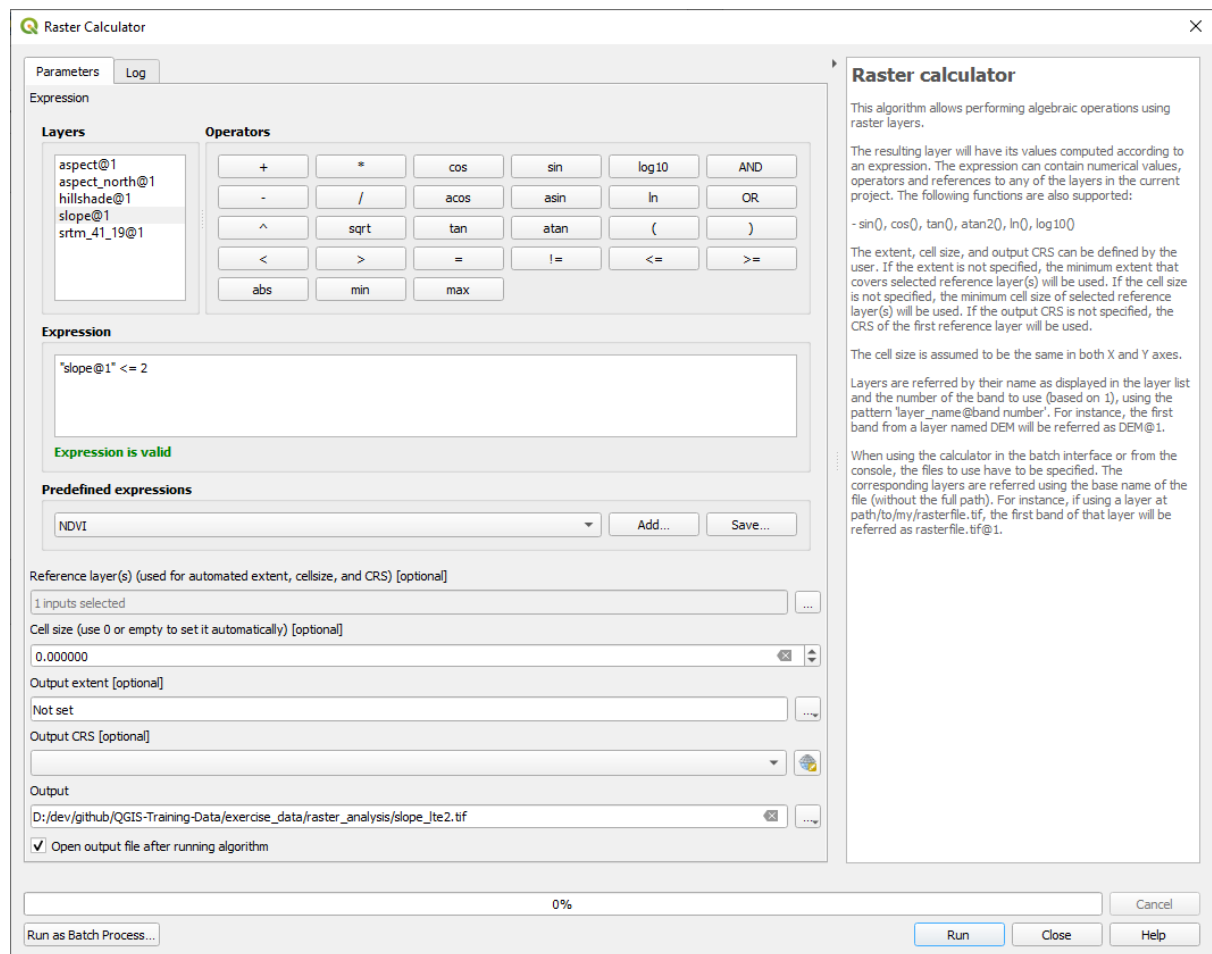 Raster Calculator
Parameters
Log
Expression
Layers
aspect@1
aspect_north@1
hillshade@1
slope@1
srtm_41_19@1
Operators
+ * cos sin log10 AND
- / acos asin ln OR
^ sqrt tan atan ( )
< > = != <= >=
abs min max
Expression
"slope@1" <= 2
Expression is valid
Predefined expressions
NDVI
Add...
Save...
Reference layer(s) (used for automated extent, cellsize, and CRS) [optional]
1 inputs selected
...
Cell size (use 0 or empty to set it automatically) [optional]
0.000000
Output extent [optional]
Not set
...
Output CRS [optional]
Output
D:/dev/github/QGIS-Training-Data/exercise_data/raster_analysis/slope_lte2.tif
...
Open output file after running algorithm
Raster calculator
This algorithm allows performing algebraic operations using
raster layers.
The resulting layer will have its values computed according to
an expression. The expression can contain numerical values,
operators and references to any of the layers in the current
project. The following functions are also supported:
- sin(), cos(), tan(), atan2(), ln(), log10()
The extent, cell size, and output CRS can be defined by the
user. If the extent is not specified, the minimum extent that
covers selected reference layer(s) will be used. If the cell size
is not specified, the minimum cell size of selected reference
layer(s) will be used. If the output CRS is not specified, the
CRS of the first reference layer will be used.
The cell size is assumed to be the same in both X and Y axes.
Layers are referred by their name as displayed in the layer list
and the number of the band to use (based on 1), using the
pattern 'layer_name@band number'. For instance, the first
band from a layer named DEM will be referred as DEM@1.
When using the calculator in the batch interface or from the
console, the files to use have to be specified. The
corresponding layers are referred using the base name of the
file (without the full path). For instance, if using a layer at
path/to/my/rasterfile.tif, the first band of that layer will be
referred as rasterfile.tif@1.
0%
Cancel
Run as Batch Process...
Run
Close
Help